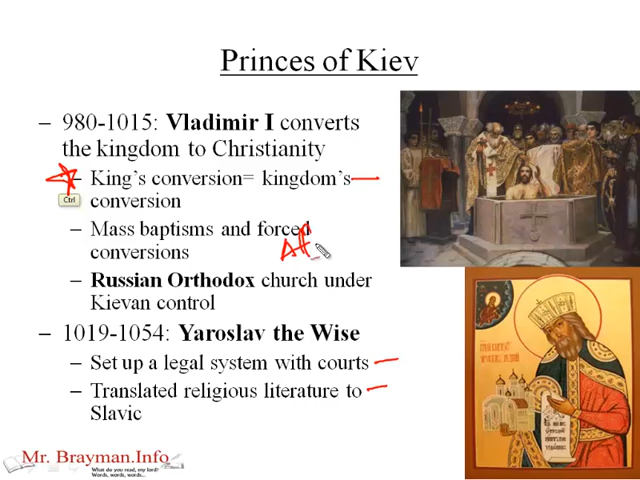 Princes of Kiev
– 980-1015: Vladimir I converts
the kingdom to Christianity
– King's conversion= kingdom's
conversion
Ctrl
– Mass baptisms and forced
conversions
– Russian Orthodox church under
Kievan control
– 1019-1054: Yaroslav the Wise
– Set up a legal system with courts
– Translated religious literature to
Slavic
Mr. Brayman.Info
What do you read, my lord?
Words, words, words...